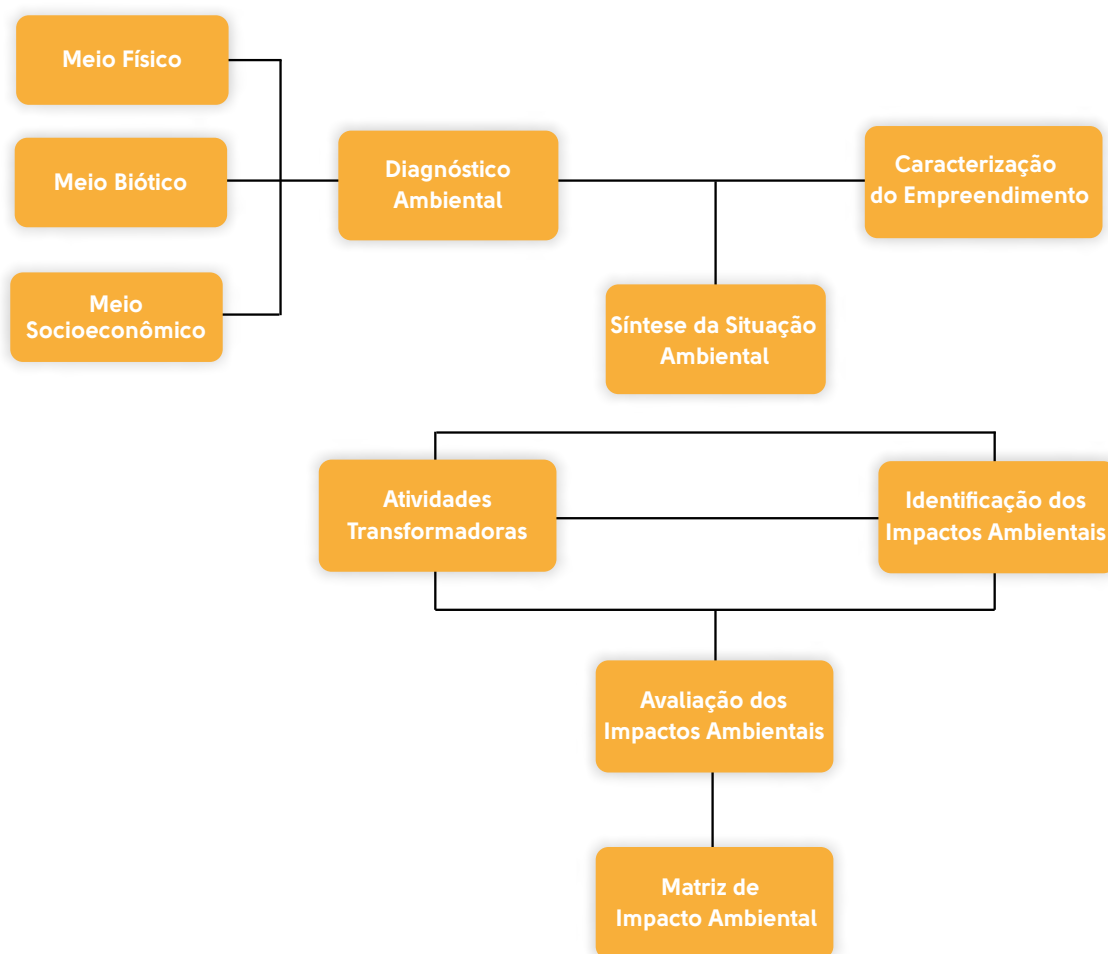 Meio Físico
Meio Biótico
Meio
Socioeconômico
Diagnóstico
Ambiental
Caracterização
do Empreendimento
Síntese da Situação
Ambiental
Atividades
Transformadoras
Identificação dos
Impactos Ambientais
Avaliação dos
Impactos Ambientais
Matriz de
Impacto Ambiental